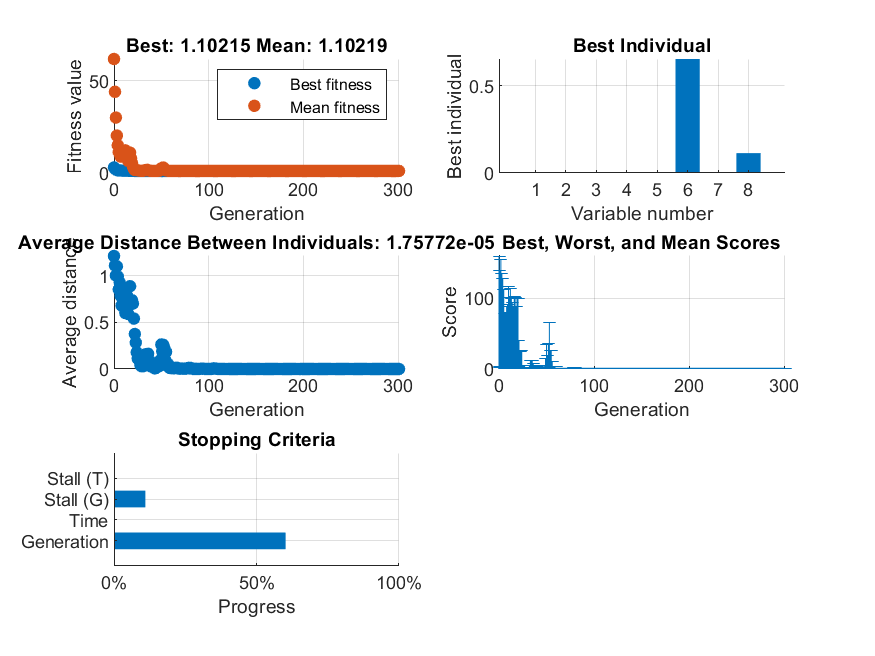 Best: 1.10215 Mean: 1.10219
Fitness value
50
0
Best fitness
Mean fitness
0 100 200 300
Generation
Best Individual
Best individual
0.5
0
1 2 3 4 5 6 7 8
Variable number
Average Distance Between Individuals: 1.75772e-05
Average distance
1
0.5
0
0 100 200 300
Generation
Best, Worst, and Mean Scores
Score
100
0
0 100 200 300
Generation
Stopping Criteria
Stall (T)
Stall (G)
Time
Generation
0% 50% 100%
Progress